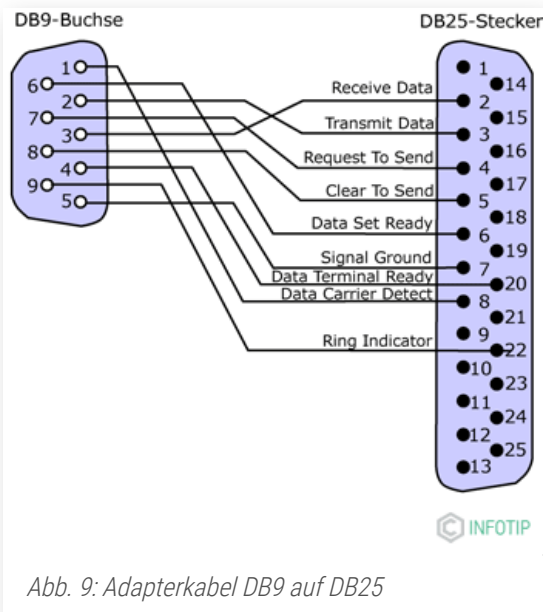 DB9-Buchse
DB25-Stecker
1
6
2
7
3
8
4
9
5
Receive Data
Transmit Data
Request To Send
Clear To Send
Data Set Ready
Signal Ground
Data Terminal Ready
Data Carrier Detect
Ring Indicator
1
14
2
15
3
16
4
17
5
18
6
19
7
20
8
21
9
22
10
23
11
24
12
25
13
C INFOTIP
Abb. 9: Adapterkabel DB9 auf DB25